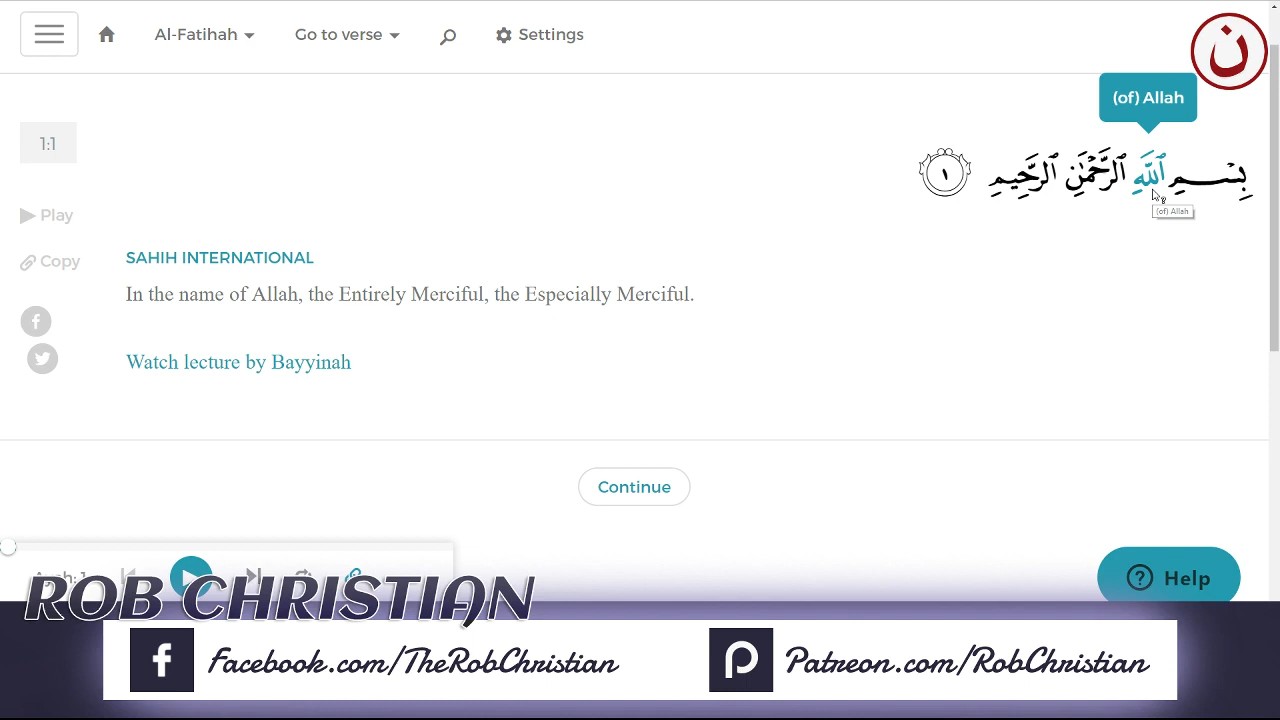 Al-Fatihah
Go to verse
Settings
ن
(of) Allah
1:1
بِسْمِ ٱللَّهِ ٱلرَّحْمَٰنِ ٱلرَّحِيمِ ١
(of) Allah
Play
Copy
SAHIH INTERNATIONAL
In the name of Allah, the Entirely Merciful, the Especially Merciful.
Watch lecture by Bayyinah
Continue
Help
ROB CHRISTIAN
Facebook.com/TheRobChristian
Patreon.com/RobChristian